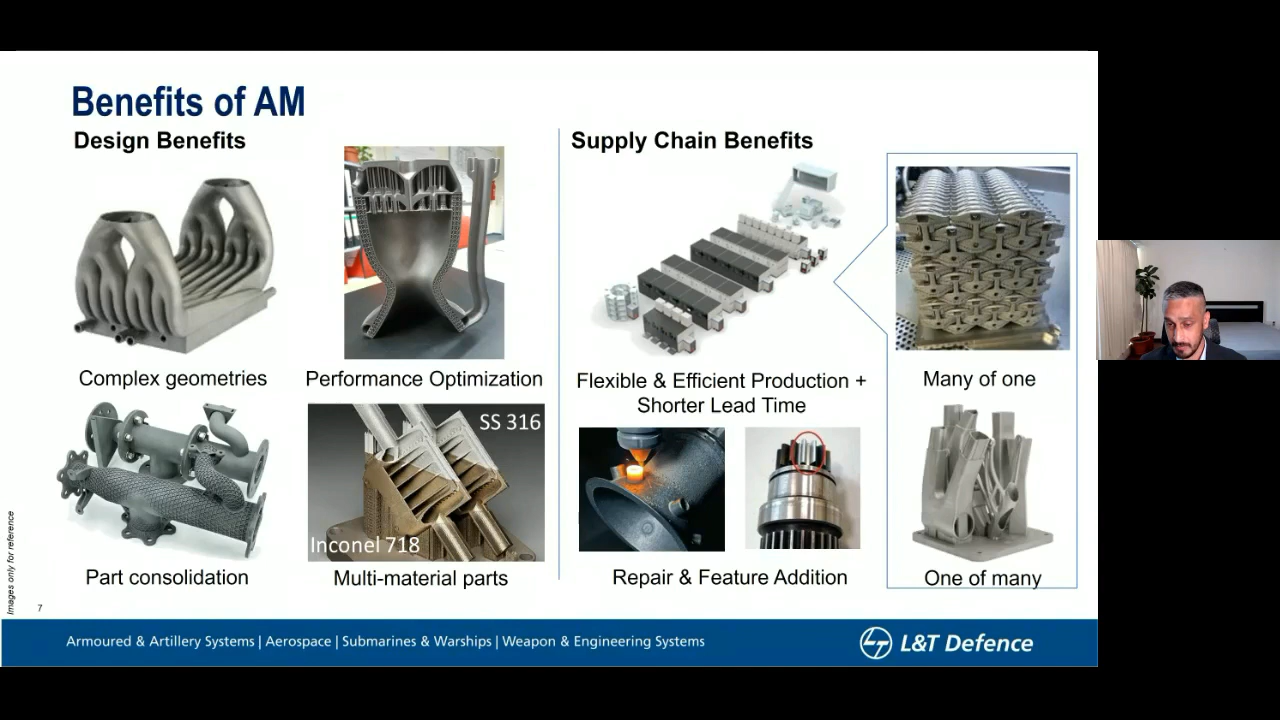 Benefits of AM
Design Benefits
Complex geometries
Performance Optimization
Part consolidation
SS 316
Inconel 718
Multi-material parts
Supply Chain Benefits
Flexible & Efficient Production +
Shorter Lead Time
Repair & Feature Addition
Many of one
One of many
Images only for reference
7
Armoured & Artillery Systems | Aerospace | Submarines & Warships | Weapon & Engineering Systems
L&T Defence